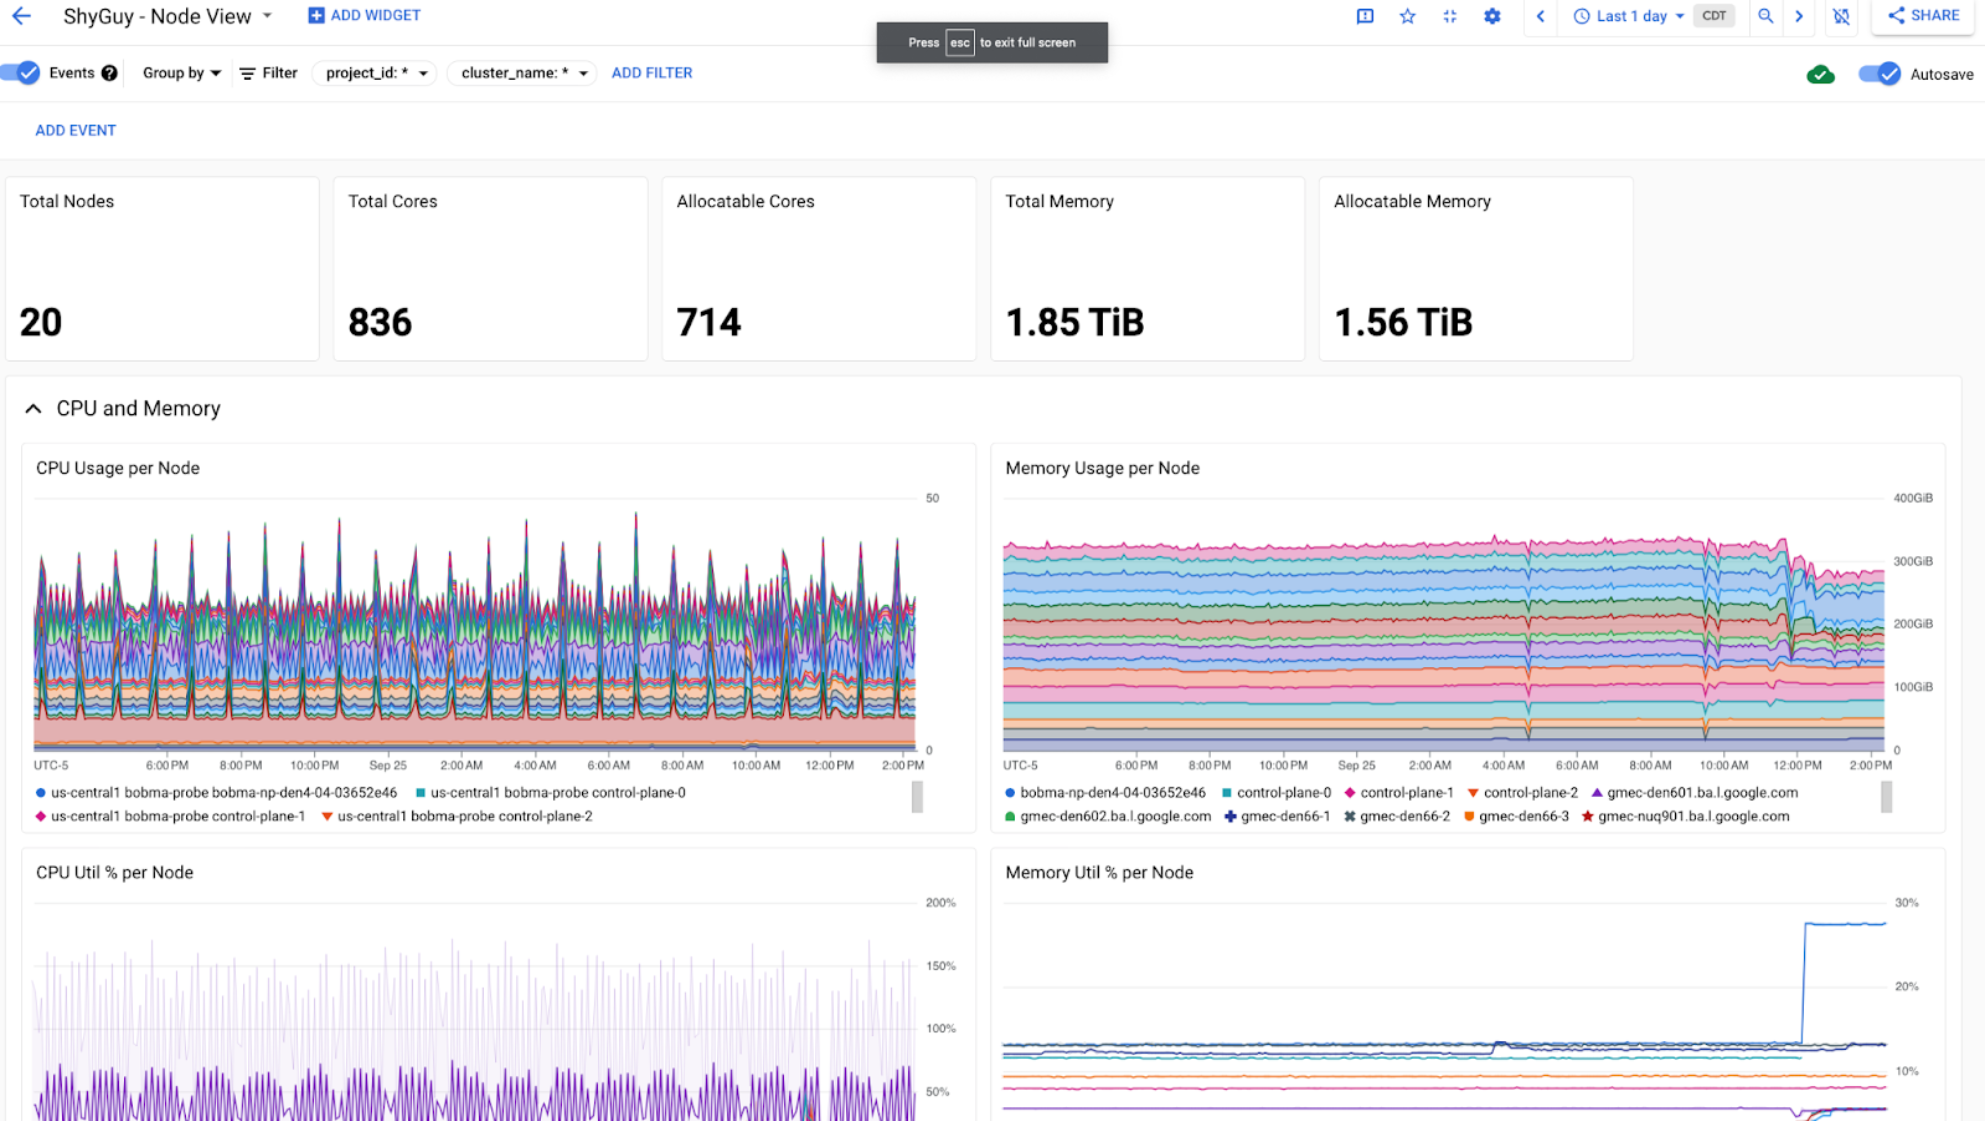 ShyGuy - Node View ADD WIDGET Last 1 day CDT SHARE
Press esc to exit full screen
Events Group by Filter project_id: * cluster_name: * ADD FILTER Autosave
ADD EVENT
Total Nodes
20
Total Cores
836
Allocatable Cores
714
Total Memory
1.85 TiB
Allocatable Memory
1.56 TiB
CPU and Memory
CPU Usage per Node
50
0
UTC-5 6:00 PM 8:00 PM 10:00 PM Sep 25 2:00 AM 4:00 AM 6:00 AM 8:00 AM 10:00 AM 12:00 PM 2:00 PM
us-central1 bobma-probe bobma-np-den4-04-03652e46 us-central1 bobma-probe control-plane-0
us-central1 bobma-probe control-plane-1 us-central1 bobma-probe control-plane-2
Memory Usage per Node
400GiB
300GiB
200GiB
100GiB
0
UTC-5 6:00 PM 8:00 PM 10:00 PM Sep 25 2:00 AM 4:00 AM 6:00 AM 8:00 AM 10:00 AM 12:00 PM 2:00 PM
bobma-np-den4-04-03652e46 control-plane-0 control-plane-1 control-plane-2 gmec-den601.ba.l.google.com
gmec-den602.ba.l.google.com gmec-den66-1 gmec-den66-2 gmec-den66-3 gmec-nuq901.ba.l.google.com
CPU Util % per Node
200%
150%
100%
50%
Memory Util % per Node
30%
20%
10%